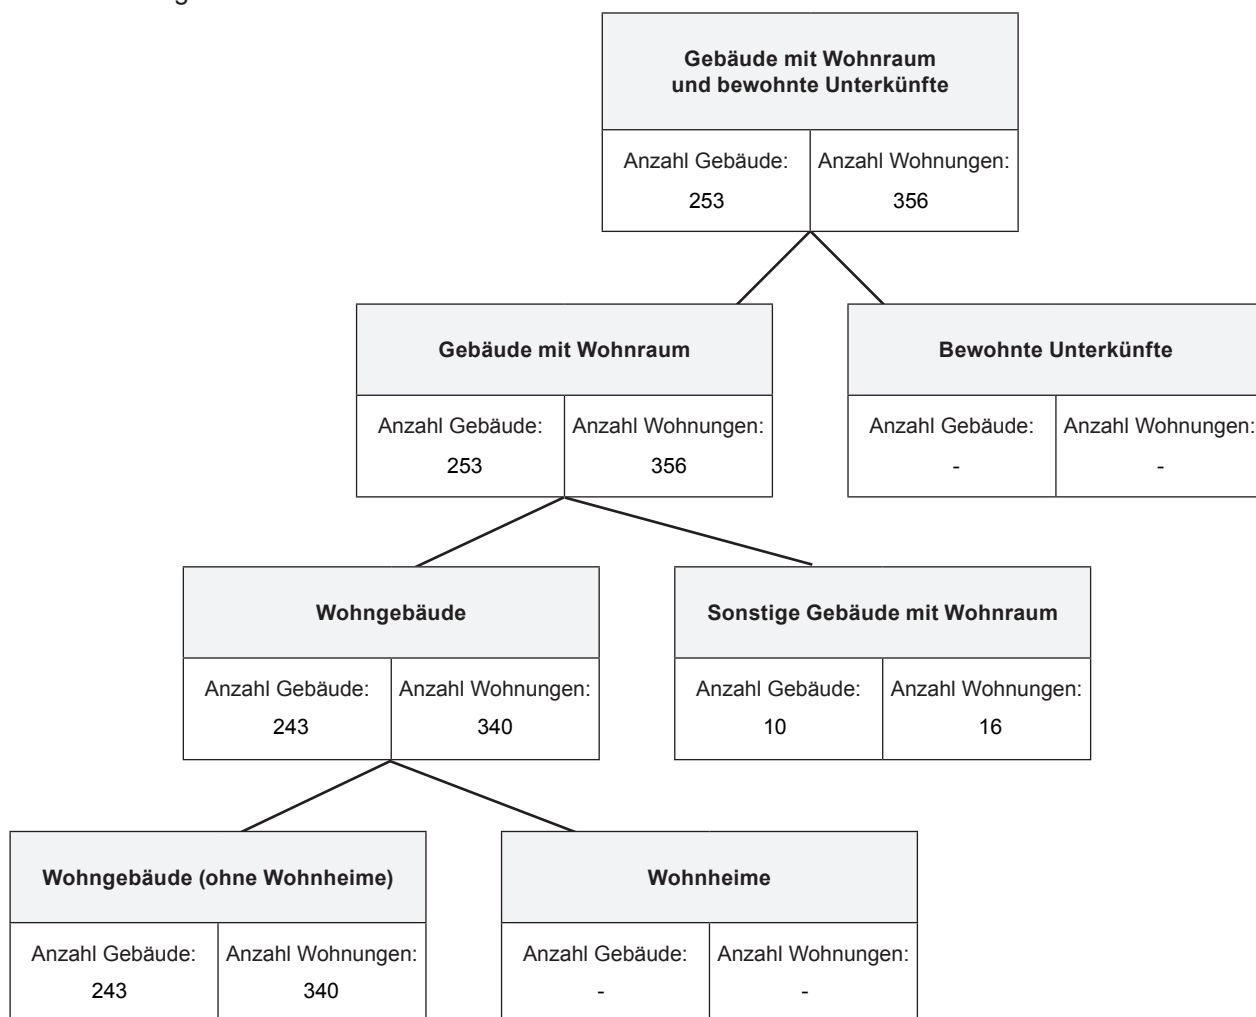 Gebäude mit Wohnraum
und bewohnte Unterkünfte
Anzahl Gebäude: Anzahl Wohnungen:
253 356
Gebäude mit Wohnraum
Anzahl Gebäude: Anzahl Wohnungen:
253 356
Bewohnte Unterkünfte
Anzahl Gebäude: Anzahl Wohnungen:
- -
Wohngebäude
Anzahl Gebäude: Anzahl Wohnungen:
243 340
Sonstige Gebäude mit Wohnraum
Anzahl Gebäude: Anzahl Wohnungen:
10 16
Wohngebäude (ohne Wohnheime)
Anzahl Gebäude: Anzahl Wohnungen:
243 340
Wohnheime
Anzahl Gebäude: Anzahl Wohnungen:
- -